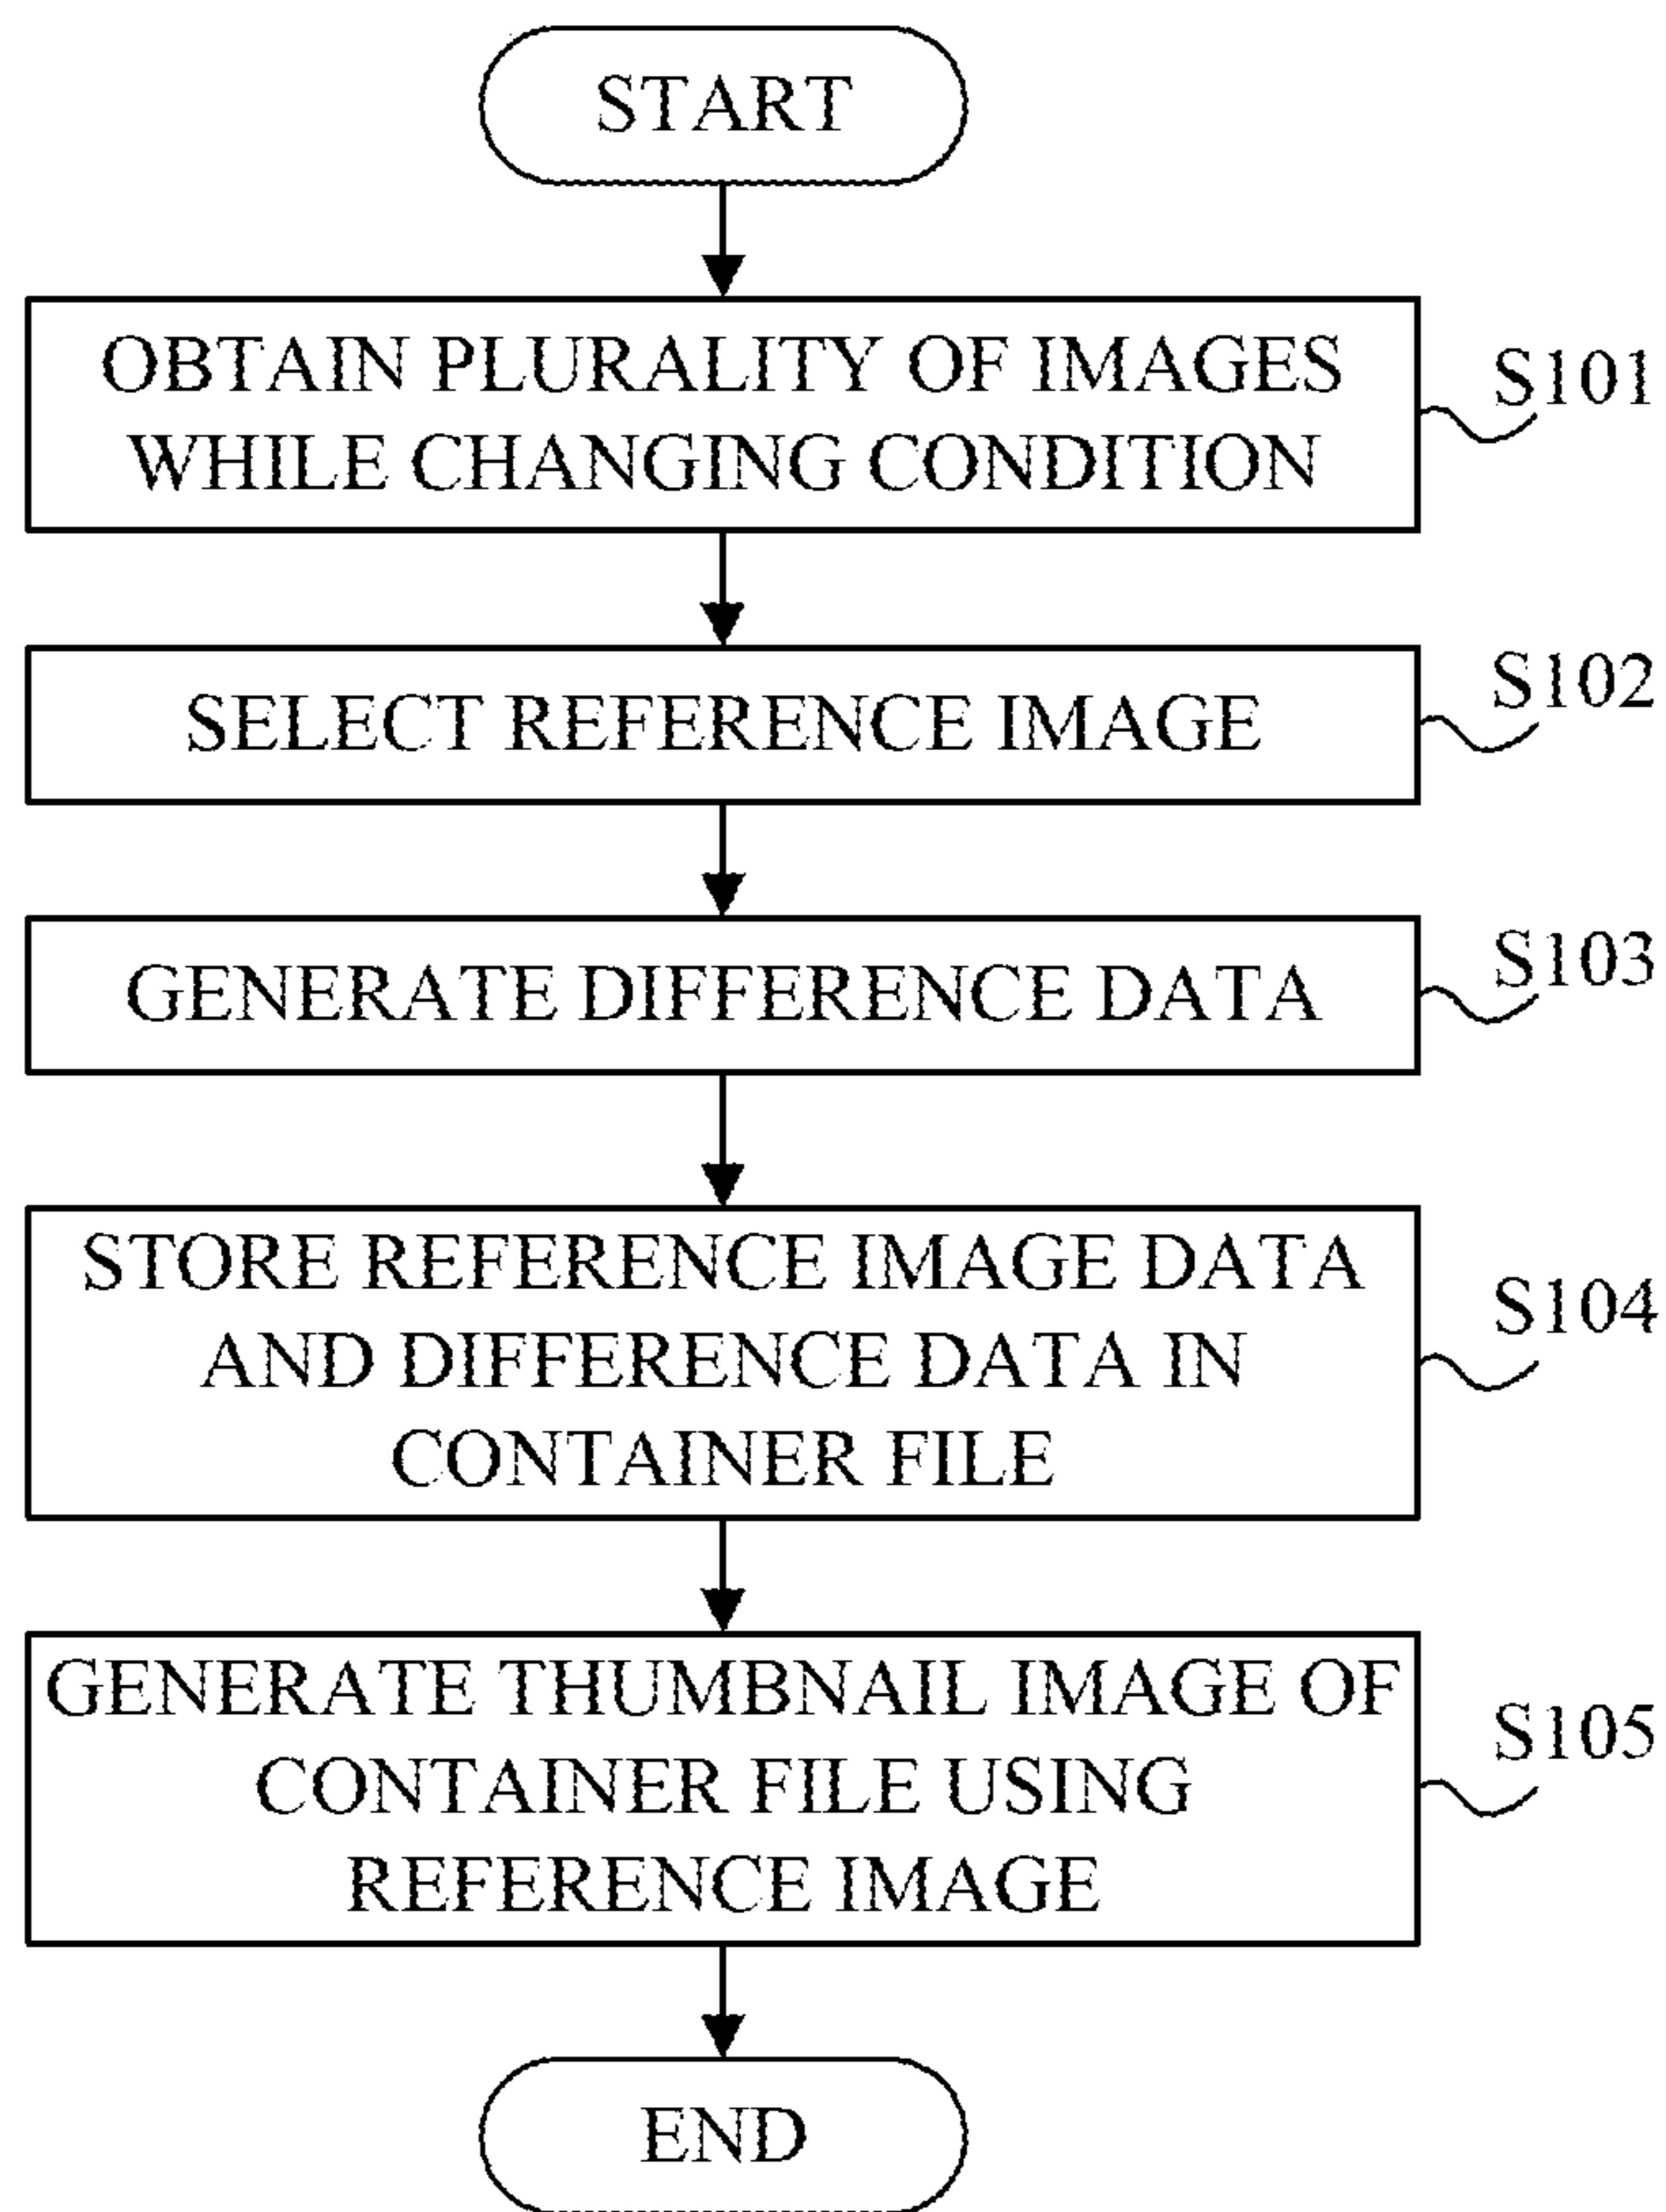 START
OBTAIN PLURALITY OF IMAGES
WHILE CHANGING CONDITION
S101
SELECT REFERENCE IMAGE
S102
GENERATE DIFFERENCE DATA
S103
STORE REFERENCE IMAGE DATA
AND DIFFERENCE DATA IN
CONTAINER FILE
S104
GENERATE THUMBNAIL IMAGE OF
CONTAINER FILE USING
REFERENCE IMAGE
S105
END